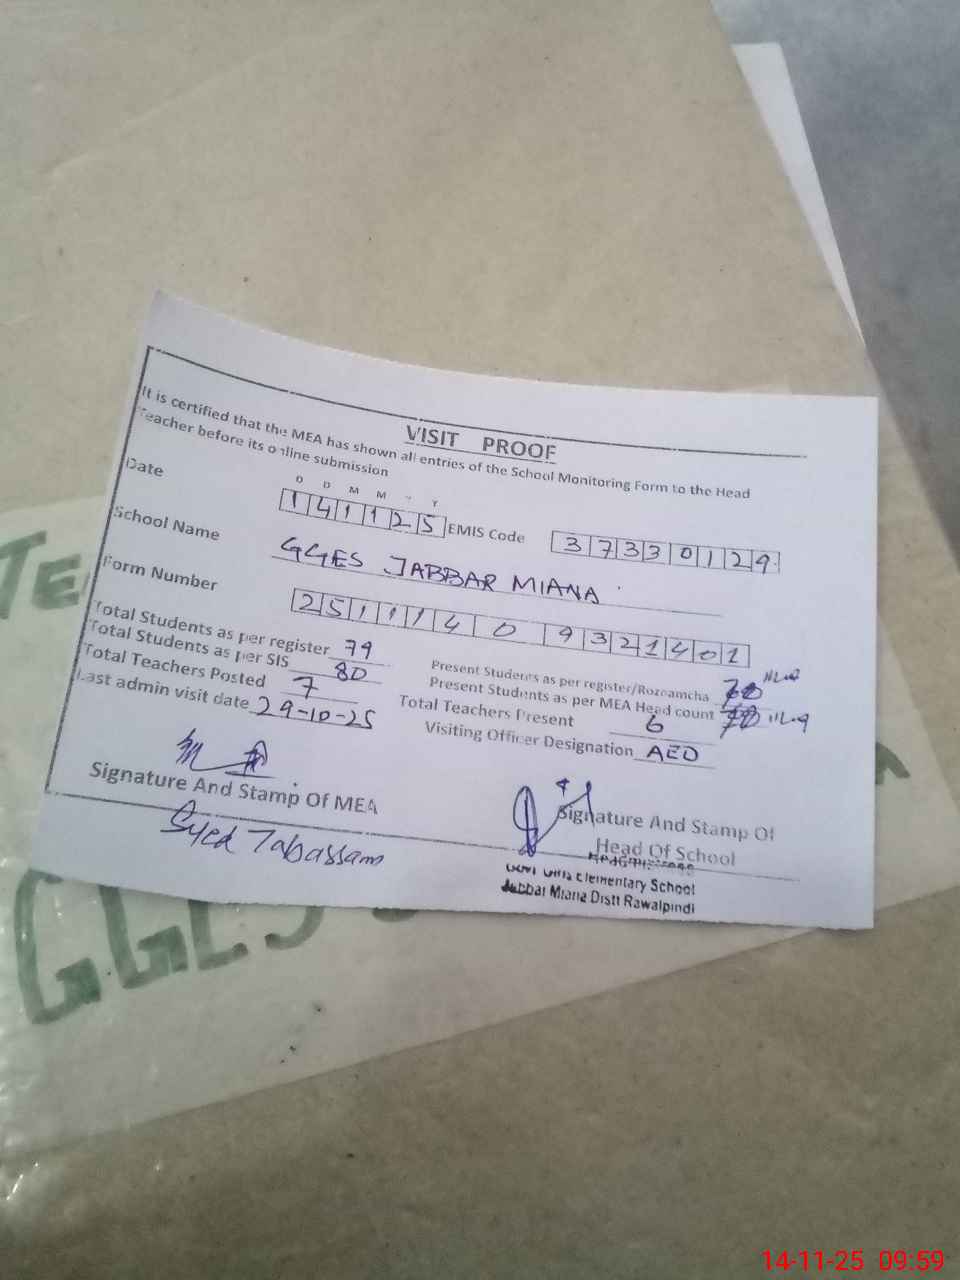 VISIT PROOF
It is certified that the MEA has shown all entries of the School Monitoring Form to the Head
Teacher before its online submission
D D M M Y Y
Date 141125 EMIS Code 37330129
School Name GGES JABBAR MIANA
Form Number 2511140 9321401
Total Students as per register 79
Total Students as per SIS 80
Total Teachers Posted 7
Last admin visit date 29-10-25
Present Students as per register/Roznamcha
Present Students as per MEA Head count
Total Teachers Present 6
Visiting Officer Designation AEO
Signature And Stamp Of MEA
Syed Tabassam
Signature And Stamp Of
Head Of School
Govt Girls Elementary School
Jabbar Miana Distt Rawalpindi
14-11-25 09:59